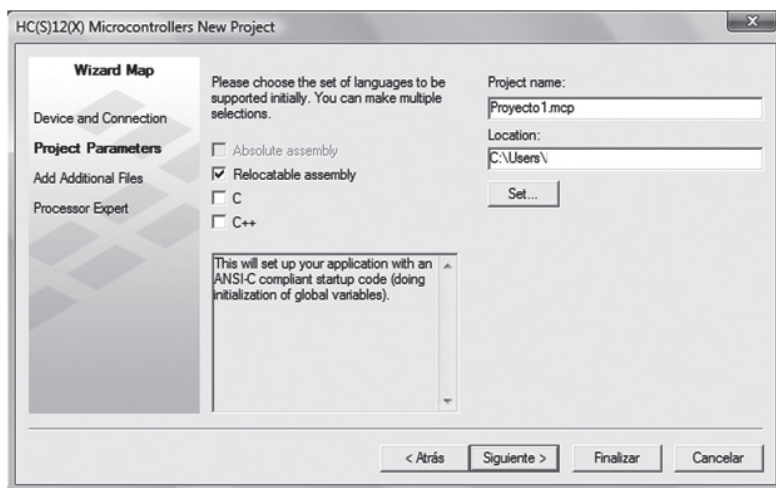 HC(S)12(X) Microcontrollers New Project
Wizard Map
Device and Connection
Project Parameters
Add Additional Files
Processor Expert
Please choose the set of languages to be
supported initially. You can make multiple
selections.
Absolute assembly
Relocatable assembly
C
C++
This will set up your application with an
ANSI-C compliant startup code (doing
initialization of global variables).
Project name:
Proyecto1.mcp
Location:
C:\Users\
Set...
< Atrás
Siguiente >
Finalizar
Cancelar